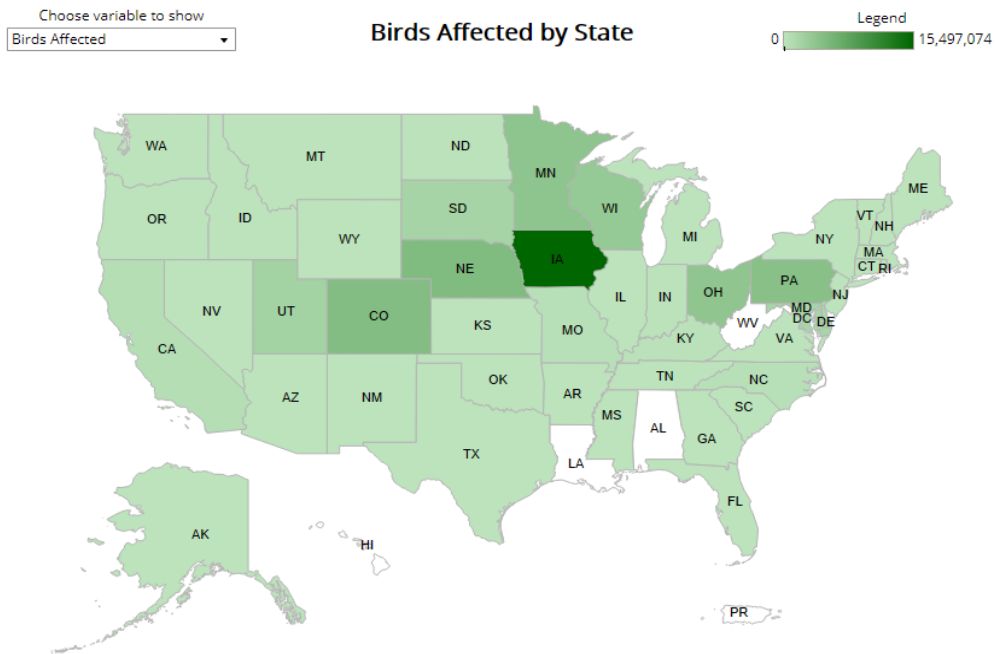 Choose variable to show
Birds Affected
Birds Affected by State
Legend
0
15,497,074
WA
MT
ND
MN
ME
OR
ID
SD
WI
VT
NH
WY
MI
NY
MA
CT RI
NE
IA
PA
NV
UT
CO
IL
IN
OH
NJ
MD
DC
DE
WV
KS
MO
KY
VA
CA
AZ
NM
OK
AR
TN
NC
MS
AL
GA
SC
TX
LA
FL
AK
HI
PR